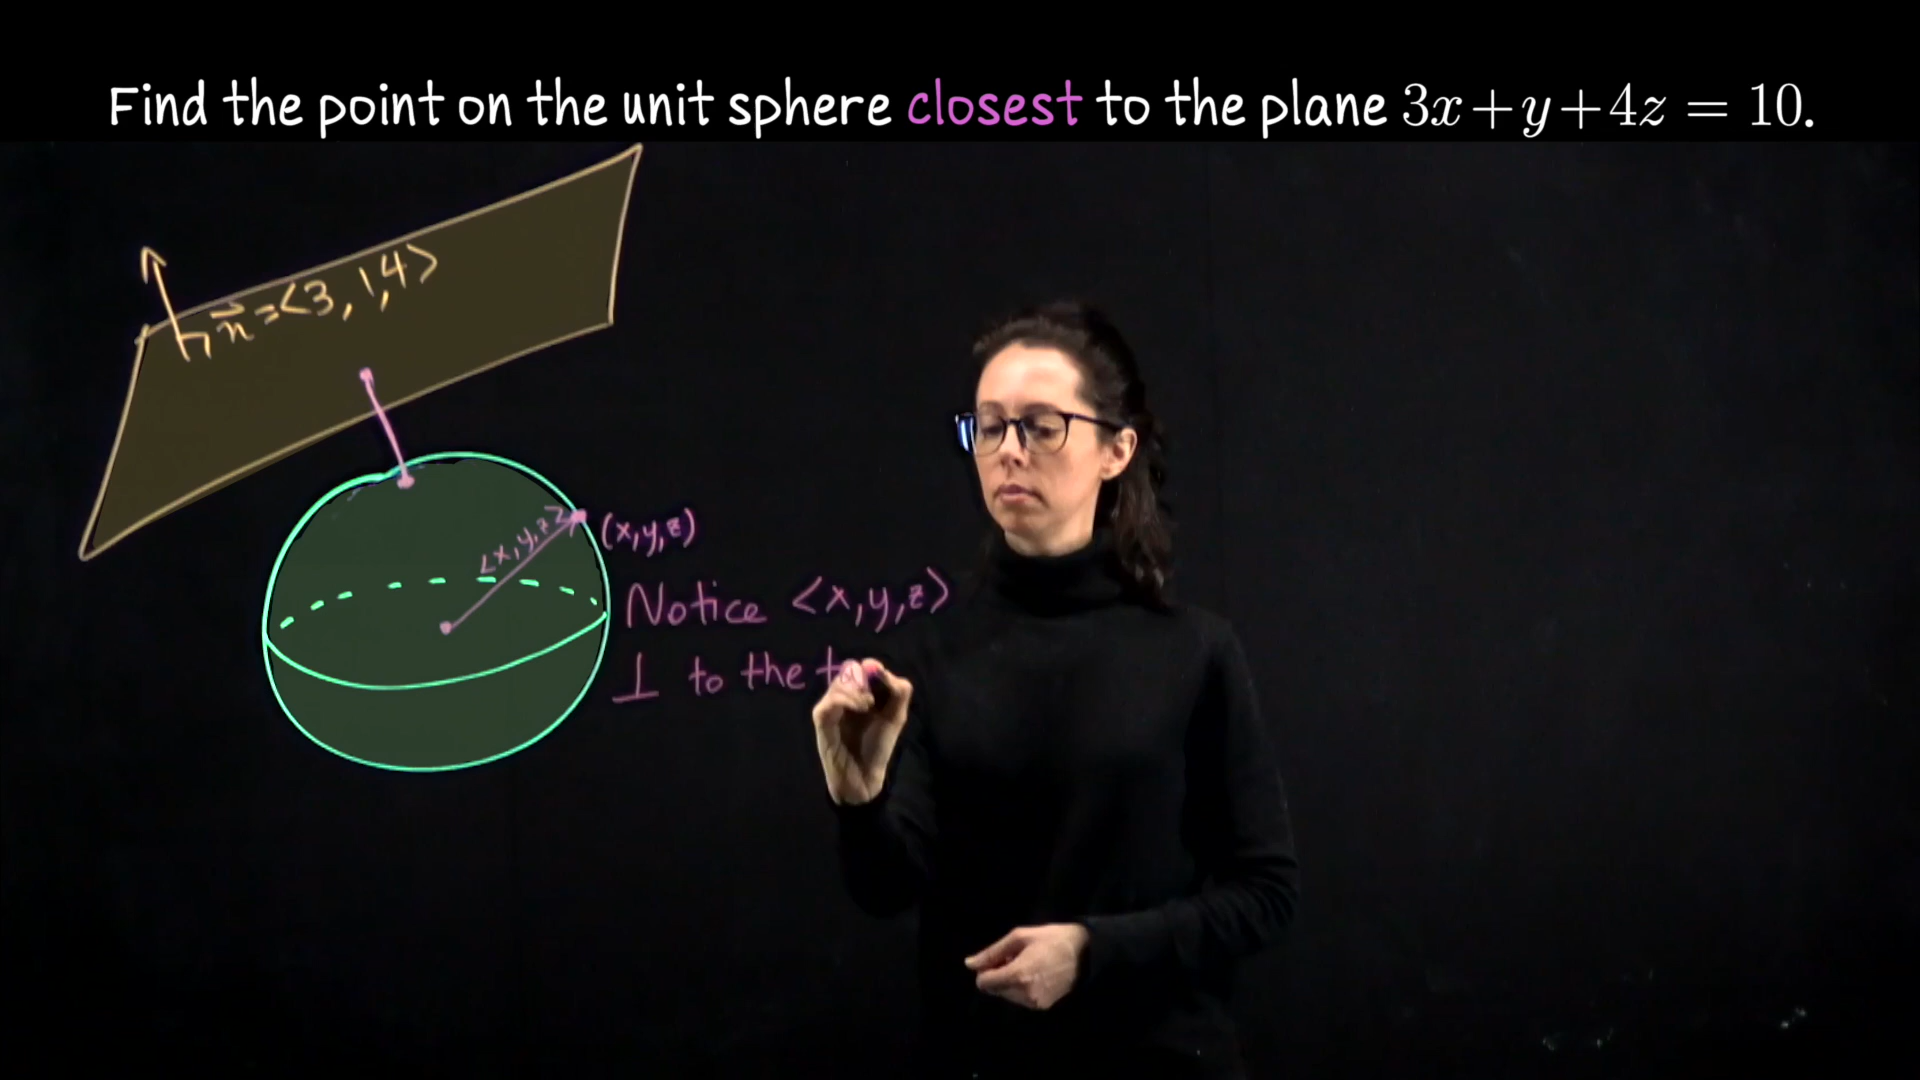 Find the point on the unit sphere closest to the plane 3x+y+4z = 10.
n⃗ = <3, 1, 4>
<x, y, z>
(x, y, z)
Notice <x, y, z>
⊥ to the tan